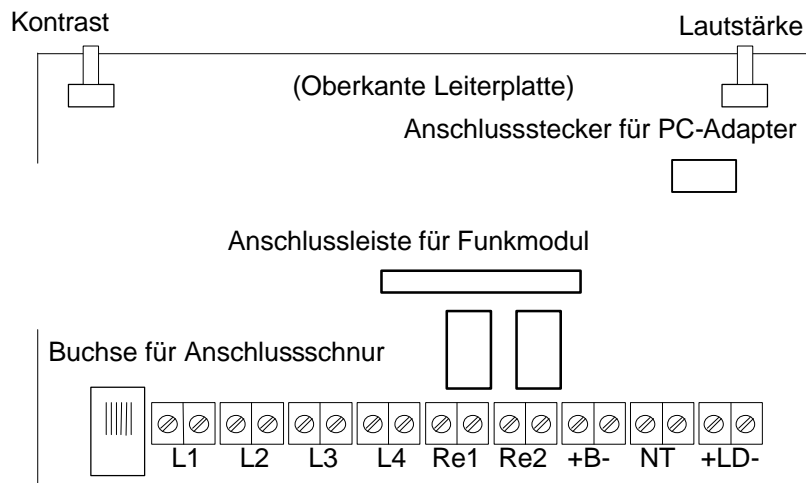 Kontrast
Lautstärke
(Oberkante Leiterplatte)
Anschlussstecker für PC-Adapter
Anschlussleiste für Funkmodul
Buchse für Anschlussschnur
L1 L2 L3 L4 Re1 Re2 +B- NT +LD-